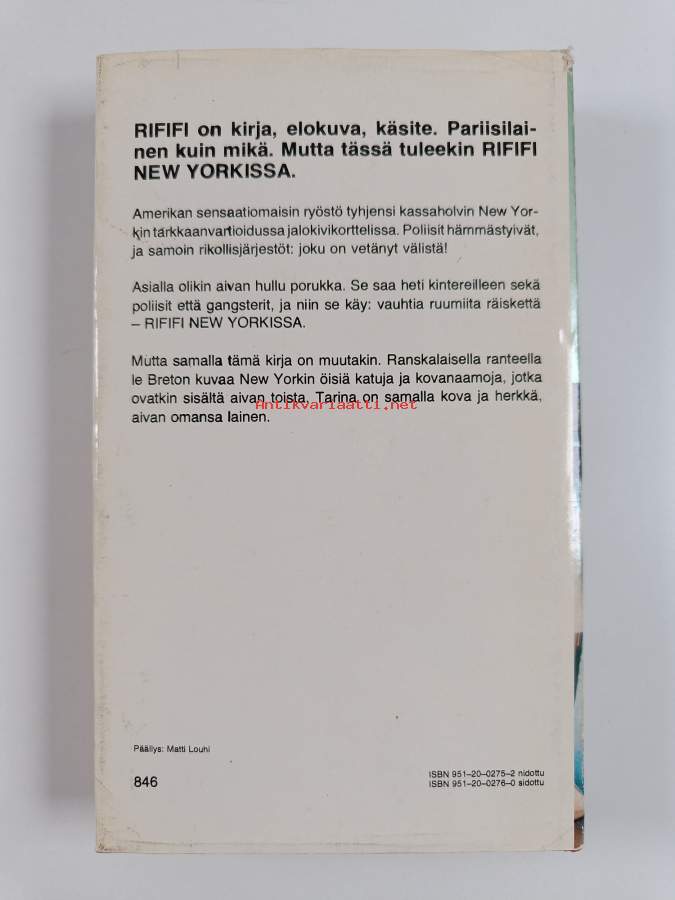 RIFIFI on kirja, elokuva, käsite. Pariisilai-
nen kuin mikä. Mutta tässä tuleekin RIFIFI
NEW YORKISSA.
Amerikan sensaatiomaisin ryöstö tyhjensi kassaholvin New Yor-
kin tarkkaanvartioidussa jalokivikorttelissa. Poliisit hämmästyivät,
ja samoin rikollisjärjestöt: joku on vetänyt välistä!
Asialla olikin aivan hullu porukka. Se saa heti kintereilleen sekä
poliisit että gangsterit, ja niin se käy: vauhtia ruumiita räiskettä
– RIFIFI NEW YORKISSA.
Mutta samalla tämä kirja on muutakin. Ranskalaisella ranteella
le Breton kuvaa New Yorkin öisiä katuja ja kovanaamoja, jotka
ovatkin sisältä aivan toista. Tarina on samalla kova ja herkkä,
Antikvariaatti.net
aivan omansa lainen.
Päällys: Matti Louhi
846
ISBN 951-20-0275-2 nidottu
ISBN 951-20-0276-0 sidottu